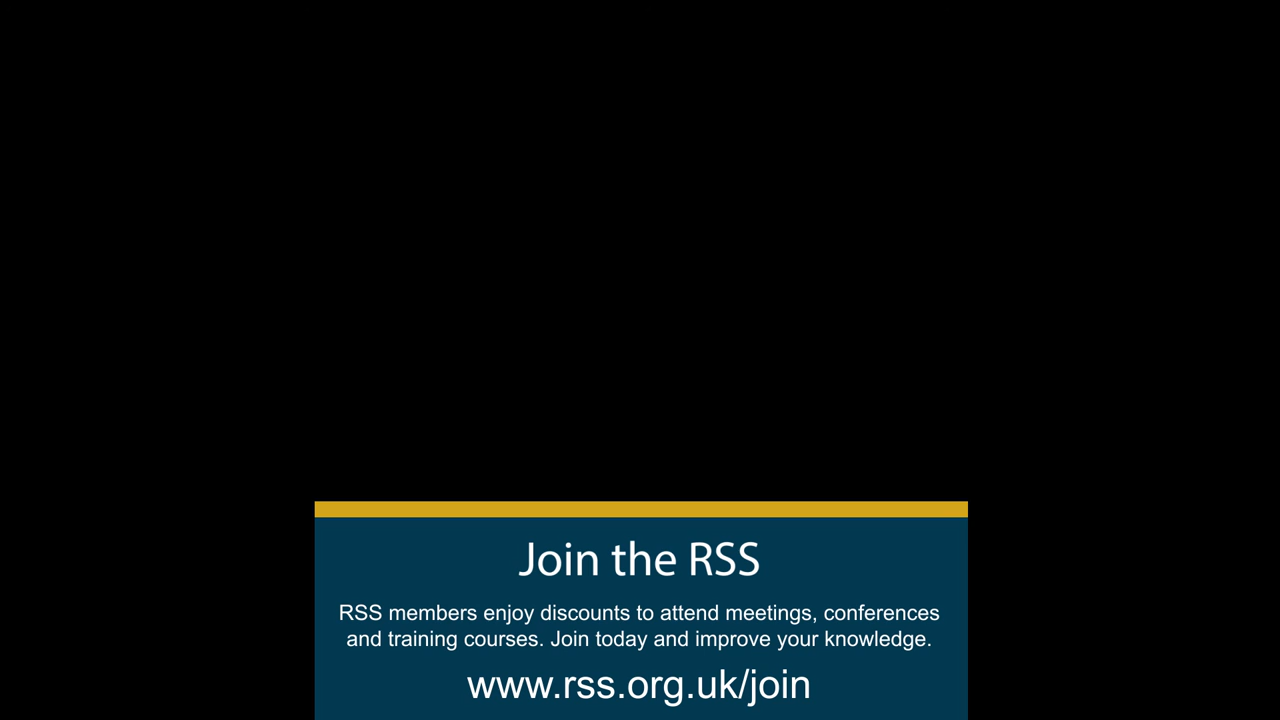 Join the RSS
RSS members enjoy discounts to attend meetings, conferences
and training courses. Join today and improve your knowledge.
www.rss.org.uk/join